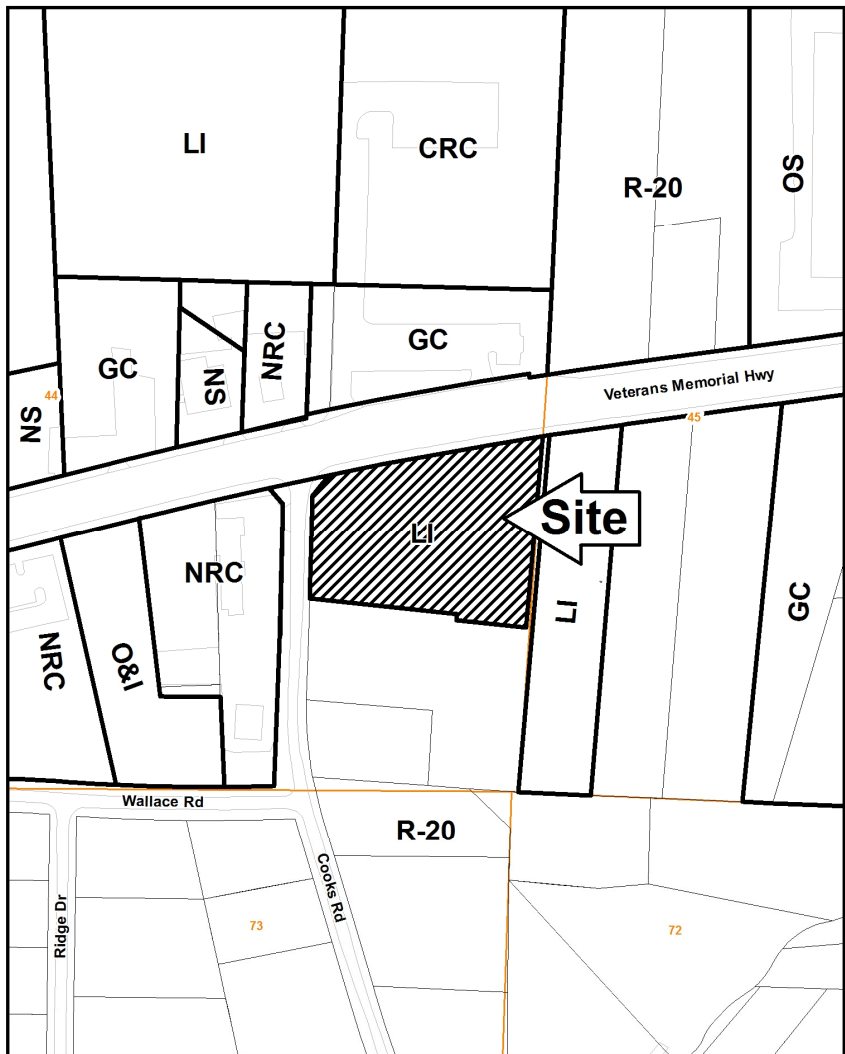 LI
CRC
R-20
OS
GC
NS
NRC
GC
NS
44
Veterans Memorial Hwy
45
LI
Site
NRC
LI
GC
NRC
O&I
Wallace Rd
R-20
Cooks Rd
Ridge Dr
73
72